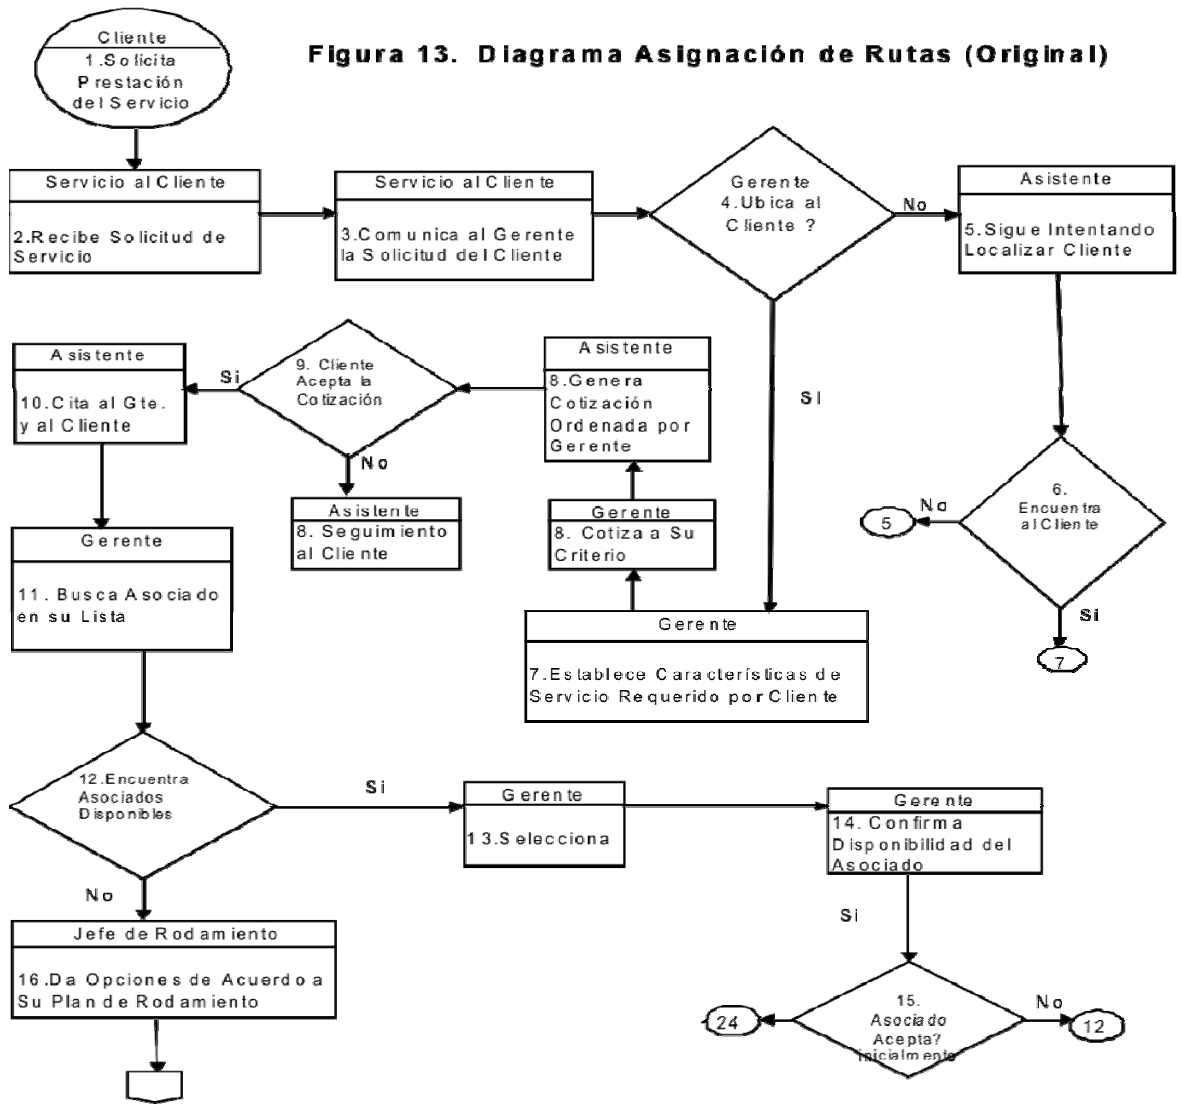 Cliente
1.Solicita
Prestación
del Servicio
Figura 13. Diagrama Asignación de Rutas (Original)
Servicio al Cliente
2.Recibe Solicitud de
Servicio
Servicio al Cliente
3.Comunica al Gerente
la Solicitud del Cliente
Gerente
4.Ubica al
Cliente ?
No
Asistente
5.Sigue Intentando
Localizar Cliente
SI
Asistente
10.Cita al Gte.
y al Cliente
Si
9. Cliente
Acepta la
Cotización
No
Asistente
8. Seguimiento
al Cliente
Asistente
8.Genera
Cotización
Ordenada por
Gerente
Gerente
8. Cotiza a Su
Criterio
6.
Encuentra
al Cliente
No
5
Si
7
Gerente
11. Busca Asociado
en su Lista
Gerente
7.Establece Características de
Servicio Requerido por Cliente
12.Encuentra
Asociados
Disponibles
Si
Gerente
13.Selecciona
Gerente
14. Confirma
Disponibilidad del
Asociado
No
Si
Jefe de Rodamiento
16.Da Opciones de Acuerdo a
Su Plan de Rodamiento
24
15.
Asociado
Acepta?
inicialmente
No
12